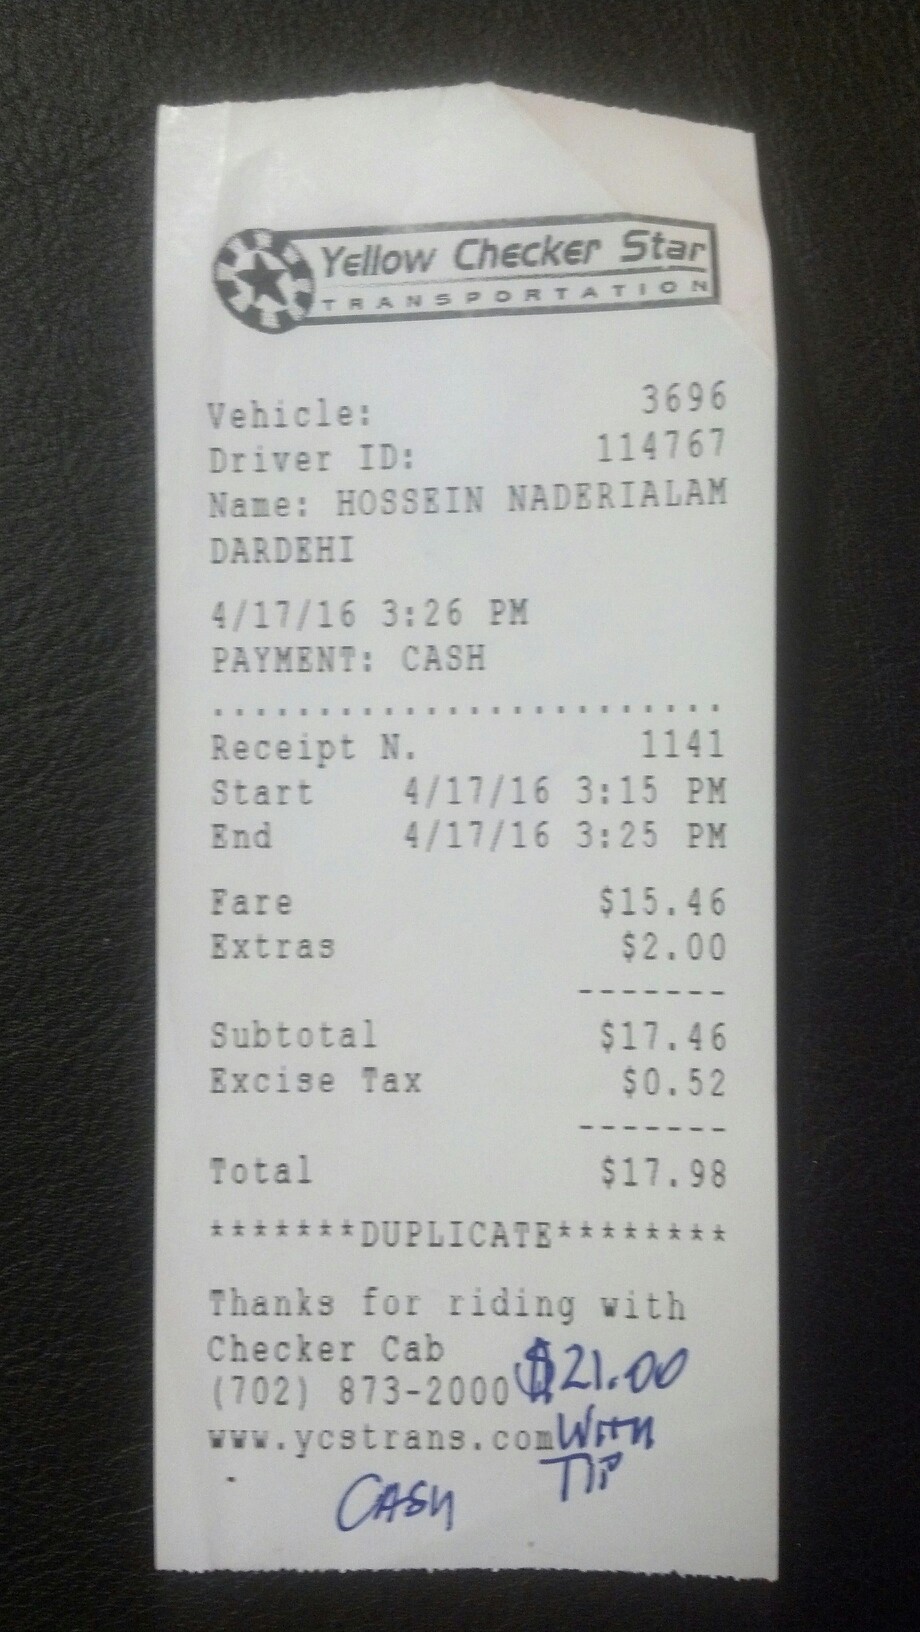 Yellow Checker Star
TRANSPORTATION
Vehicle: 3696
Driver ID: 114767
Name: HOSSEIN NADERIALAM
DARDEHI
4/17/16 3:26 PM
PAYMENT: CASH
........................
Receipt N. 1141
Start 4/17/16 3:15 PM
End 4/17/16 3:25 PM
Fare $15.46
Extras $2.00
-------
Subtotal $17.46
Excise Tax $0.52
-------
Total $17.98
*******DUPLICATE********
Thanks for riding with
Checker Cab
(702) 873-2000 $21.00
www.ycstrans.com WITH
TIP
CASH